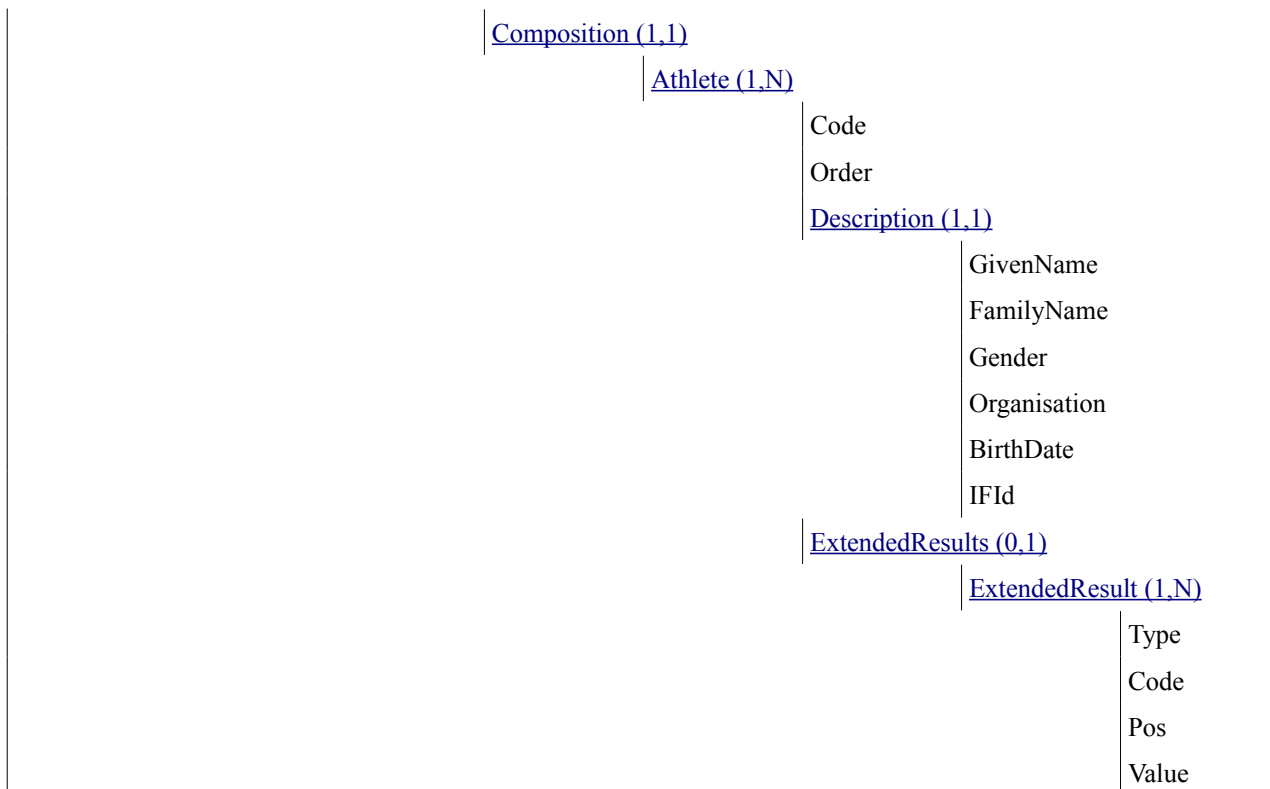 Composition (1,1)
Athlete (1,N)
Code
Order
Description (1,1)
GivenName
FamilyName
Gender
Organisation
BirthDate
IFId
ExtendedResults (0,1)
ExtendedResult (1,N)
Type
Code
Pos
Value